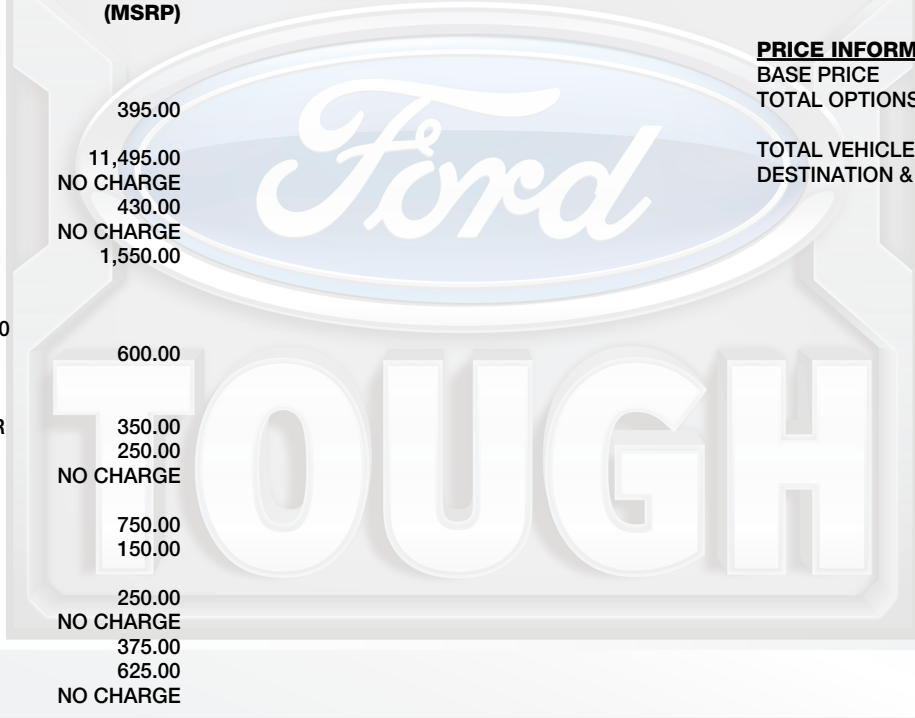 (MSRP)
PRICE INFORM
BASE PRICE
395.00
TOTAL OPTIONS
11,495.00
TOTAL VEHICLE
NO CHARGE
DESTINATION &
430.00
NO CHARGE
1,550.00
Ford
0
600.00
TOUGH
R
350.00
250.00
NO CHARGE
750.00
150.00
250.00
NO CHARGE
375.00
625.00
NO CHARGE